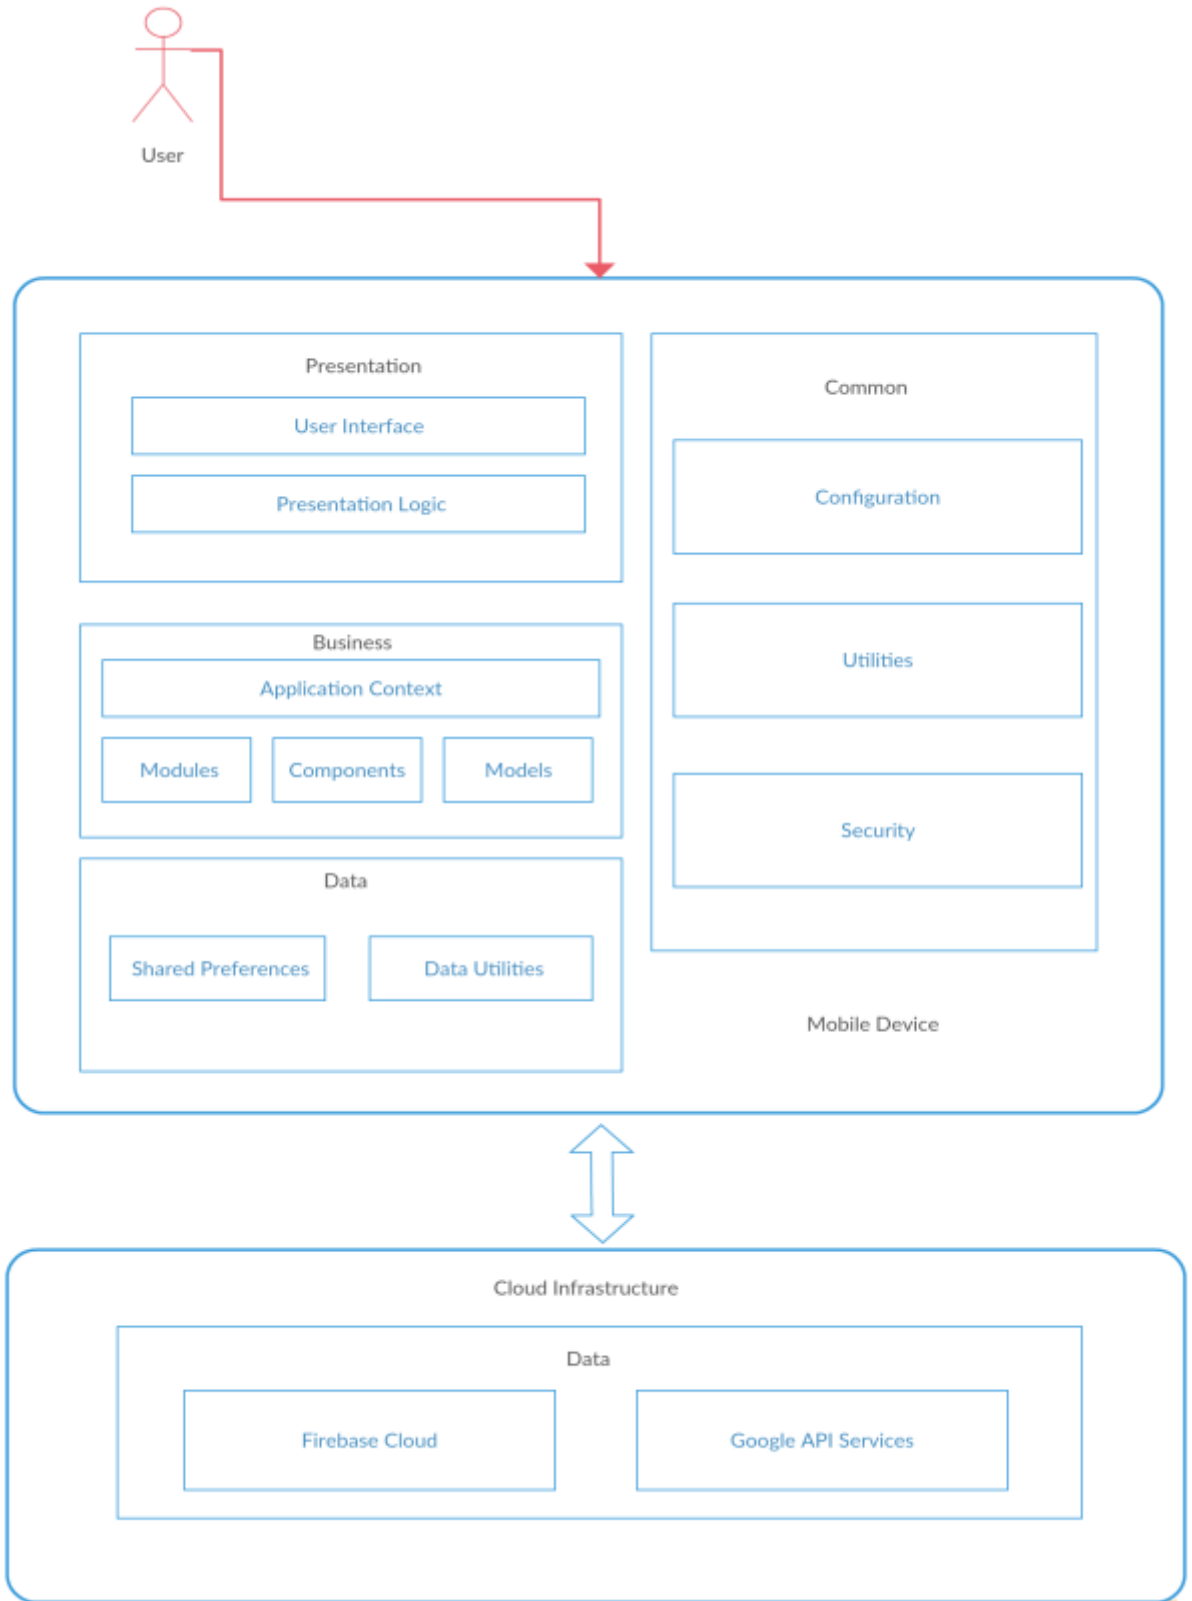 User
Presentation
User Interface
Presentation Logic
Common
Configuration
Utilities
Security
Business
Application Context
Modules
Components
Models
Data
Shared Preferences
Data Utilities
Mobile Device
Cloud Infrastructure
Data
Firebase Cloud
Google API Services